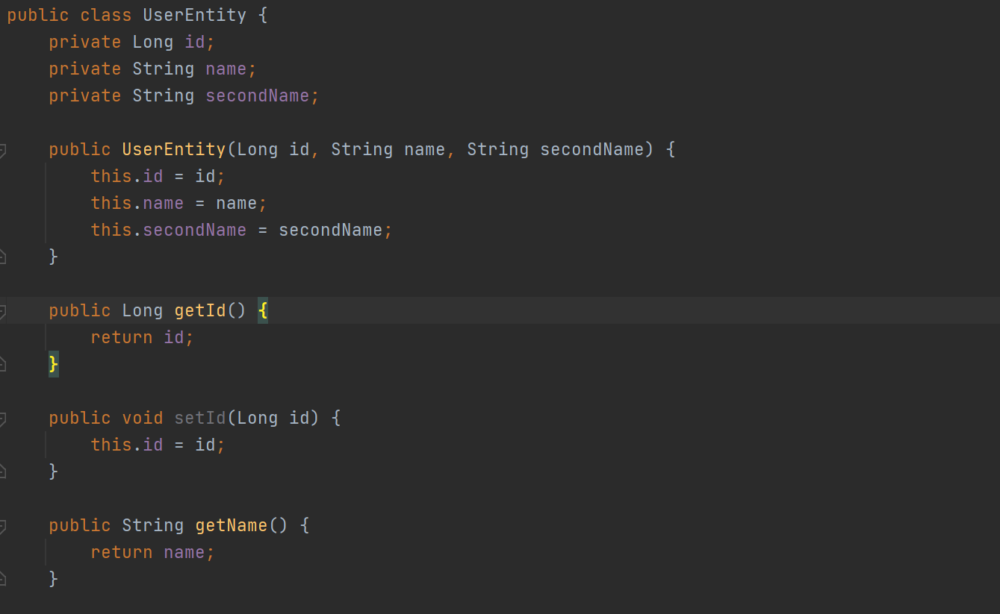 public class UserEntity {
    private Long id;
    private String name;
    private String secondName;

    public UserEntity(Long id, String name, String secondName) {
        this.id = id;
        this.name = name;
        this.secondName = secondName;
    }

    public Long getId() {
        return id;
    }

    public void setId(Long id) {
        this.id = id;
    }

    public String getName() {
        return name;
    }